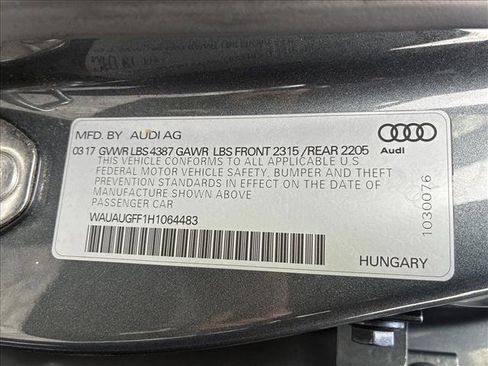 MFD. BY AUDI AG
0317 GVWR LBS 4387 GAWR LBS FRONT 2315 /REAR 2205
THIS VEHICLE CONFORMS TO ALL APPLICABLE U.S.
FEDERAL MOTOR VEHICLE SAFETY, BUMPER AND THEFT
PREVENTION STANDARDS IN EFFECT ON THE DATE OF
MANUFACTURE SHOWN ABOVE.
PASSENGER CAR
WAUAUGFF1H1064483
Audi
1030076
HUNGARY